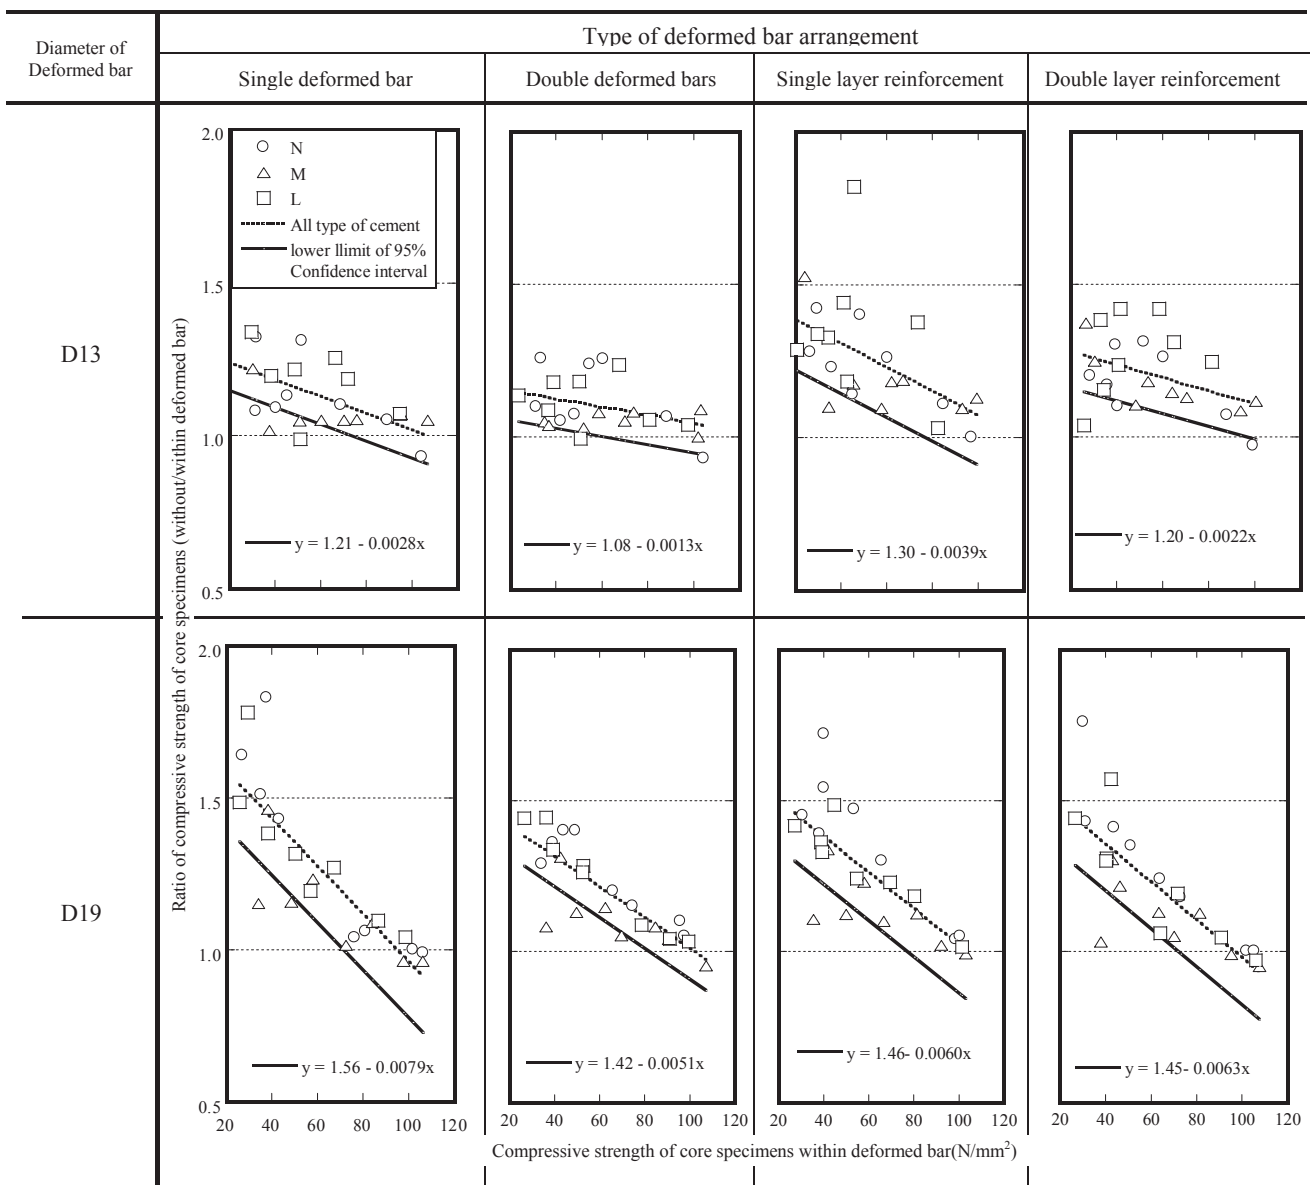 Diameter of
Deformed bar
Type of deformed bar arrangement
Single deformed bar
Double deformed bars
Single layer reinforcement
Double layer reinforcement
D13
Ratio of compressive strength of core specimens (without/within deformed bar)
2.0
1.5
1.0
0.5
N
M
L
All type of cement
lower llimit of 95%
Confidence interval
y = 1.21 - 0.0028x
y = 1.08 - 0.0013x
y = 1.30 - 0.0039x
y = 1.20 - 0.0022x
D19
2.0
1.5
1.0
0.5
y = 1.56 - 0.0079x
y = 1.42 - 0.0051x
y = 1.46- 0.0060x
y = 1.45- 0.0063x
20 40 60 80 100 120
20 40 60 80 100 120
20 40 60 80 100 120
20 40 60 80 100 120
Compressive strength of core specimens within deformed bar(N/mm²)